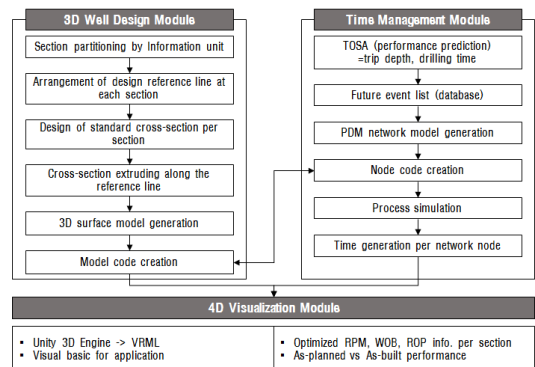 3D Well Design Module
Section partitioning by Information unit
Arrangement of design reference line at
each section
Design of standard cross-section per
section
Cross-section extruding along the
reference line
3D surface model generation
Model code creation
Time Management Module
TOSA (performance prediction)
=trip depth, drilling time
Future event list (database)
PDM network model generation
Node code creation
Process simulation
Time generation per network node
4D Visualization Module
▪ Unity 3D Engine -> VRML
▪ Visual basic for application
▪ Optimized RPM, WOB, ROP info. per section
▪ As-planned vs As-built performance